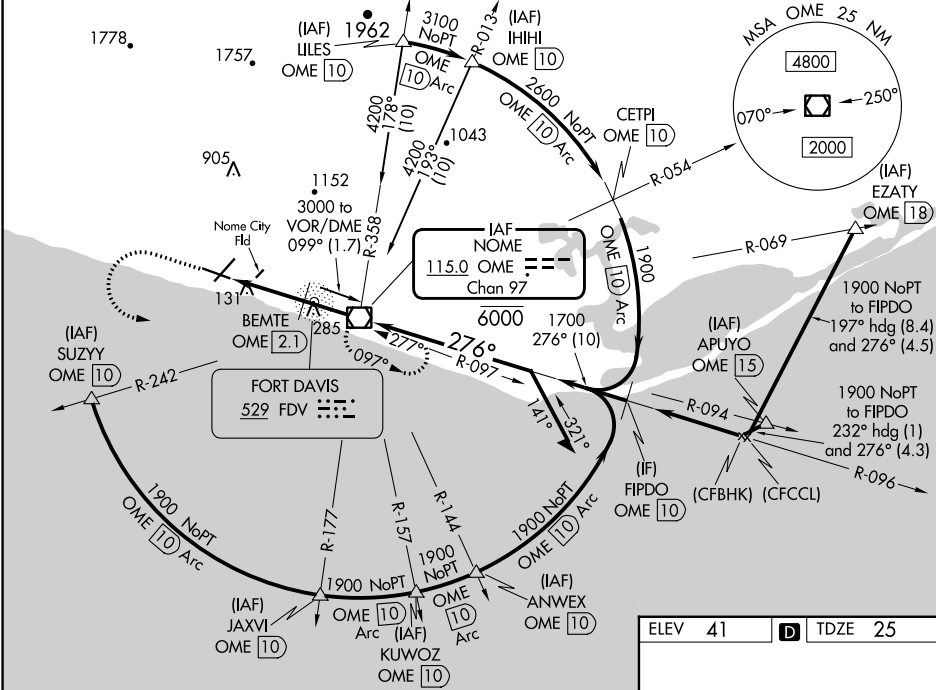 1778
1757
1962
(IAF)
LILES
OME 10
3100
NoPT
OME
10
Arc
R-013
(IAF)
IHIHI
OME 10
2600 NoPT
OME 10 Arc
CETPI
OME 10
MSA OME 25 NM
4800
070°
250°
2000
4200
178°
(10)
4200
193°
(10)
1043
905
1152
R-054
(IAF)
EZATY
OME 18
R-069
3000 to
VOR/DME
099° (1.7)
R-358
Nome City
Fld
IAF
NOME
115.0 OME
Chan 97
6000
1900
OME 10 Arc
1900 NoPT
to FIPDO
197° hdg (8.4)
and 276° (4.5)
131
BEMTE
OME 2.1
285
277°
276°
R-097
097°
1700
276° (10)
(IAF)
APUYO
OME 15
(IAF)
SUZYY
OME 10
R-242
FORT DAVIS
529 FDV
141°
321°
R-094
1900 NoPT
to FIPDO
232° hdg (1)
and 276° (4.3)
R-096
(IF)
FIPDO
OME 10
(CFBHK)
(CFCCL)
1900 NoPT
OME 10 Arc
R-177
R-157
R-144
1900 NoPT
OME 10 Arc
1900 NoPT
OME 10
Arc
1900
NoPT
OME
10
Arc
(IAF)
JAXVI
OME 10
(IAF)
KUWOZ
OME 10
(IAF)
ANWEX
OME 10
ELEV 41 D TDZE 25